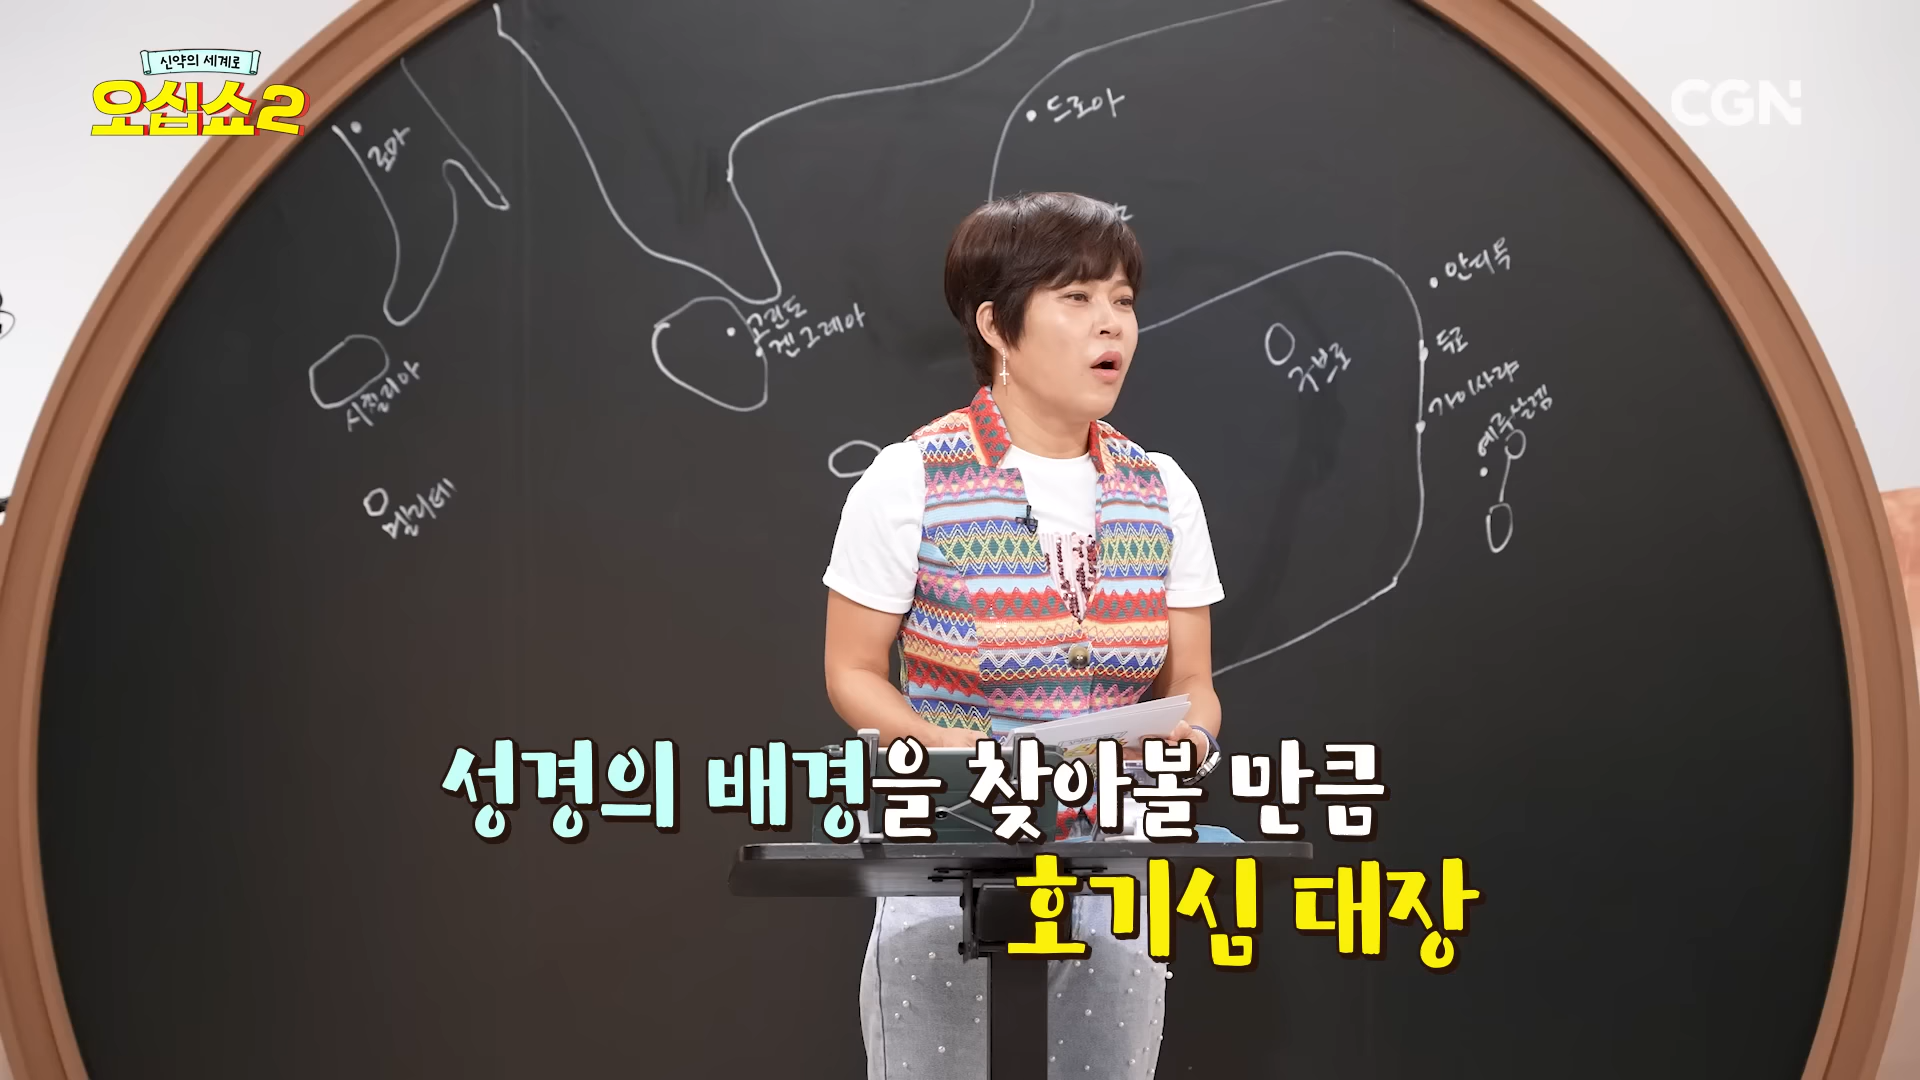 신약의 세계로
오십쇼2
CGN
로마
드로아
안디옥
고린도
겐그레아
두로
구브로
가이사랴
예루살렘
시칠리아
멜리데
성경의 배경을 찾아볼 만큼
호기심 대장